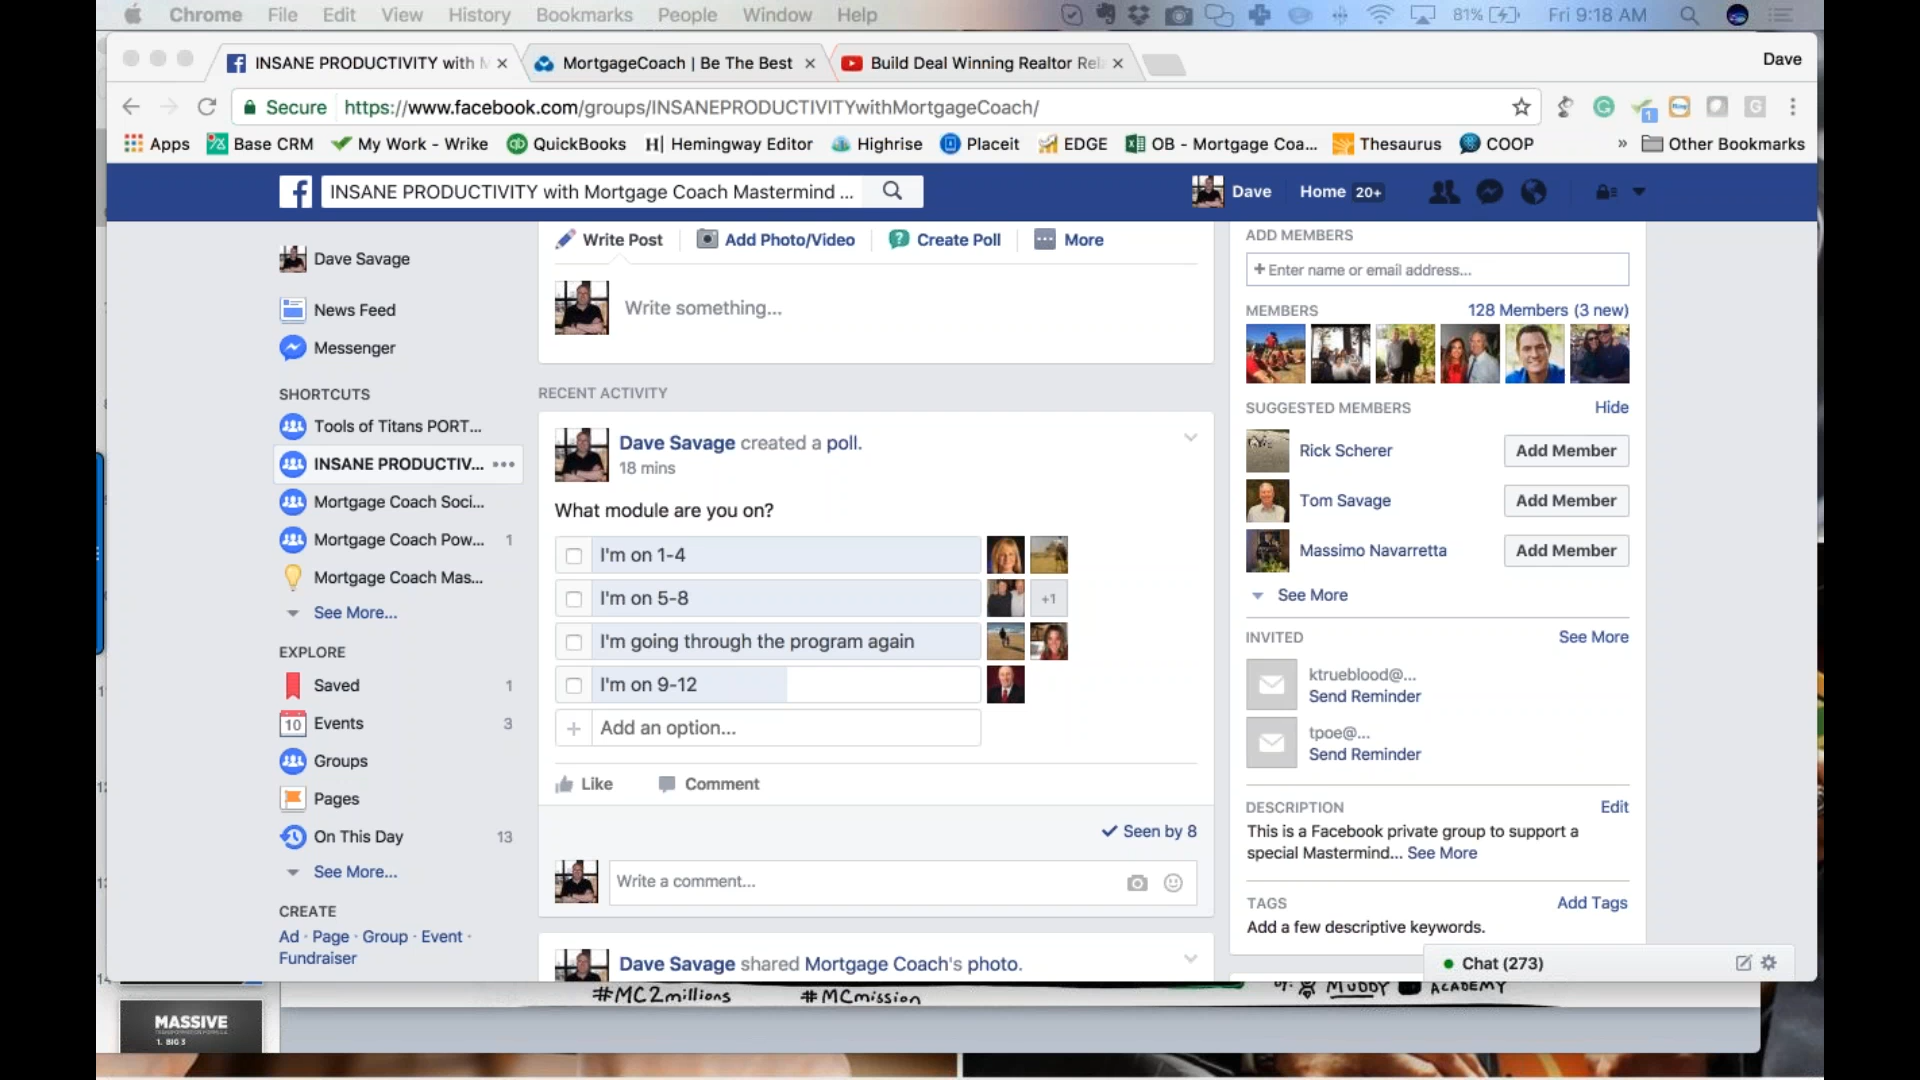 Chrome File Edit View History Bookmarks People Window Help 81% Fri 9:18 AM
INSANE PRODUCTIVITY with M MortgageCoach | Be The Best Build Deal Winning Realtor Rel Dave
Secure https://www.facebook.com/groups/INSANEPRODUCTIVITYwithMortgageCoach/
Apps Base CRM My Work - Wrike QuickBooks Hemingway Editor Highrise Placeit EDGE OB - Mortgage Coa... Thesaurus COOP » Other Bookmarks
INSANE PRODUCTIVITY with Mortgage Coach Mastermind ... Dave Home 20+
Dave Savage
News Feed
Messenger
SHORTCUTS
Tools of Titans PORT...
INSANE PRODUCTIV...
Mortgage Coach Soci...
Mortgage Coach Pow... 1
Mortgage Coach Mas...
See More...
EXPLORE
Saved 1
Events 3
10
Groups
Pages
On This Day 13
See More...
CREATE
Ad · Page · Group · Event ·
Fundraiser
Write Post Add Photo/Video Create Poll More
Write something...
RECENT ACTIVITY
Dave Savage created a poll.
18 mins
What module are you on?
I'm on 1-4
I'm on 5-8 +1
I'm going through the program again
I'm on 9-12
+ Add an option...
Like Comment
Seen by 8
Write a comment...
Dave Savage shared Mortgage Coach's photo.
ADD MEMBERS
+ Enter name or email address...
MEMBERS 128 Members (3 new)
SUGGESTED MEMBERS Hide
Rick Scherer Add Member
Tom Savage Add Member
Massimo Navarretta Add Member
See More
INVITED See More
ktrueblood@...
Send Reminder
tpoe@...
Send Reminder
DESCRIPTION Edit
This is a Facebook private group to support a
special Mastermind... See More
TAGS Add Tags
Add a few descriptive keywords.
Chat (273)
#MC2millions #MCmission MUDDY ACADEMY
MASSIVE
1. BIG 3